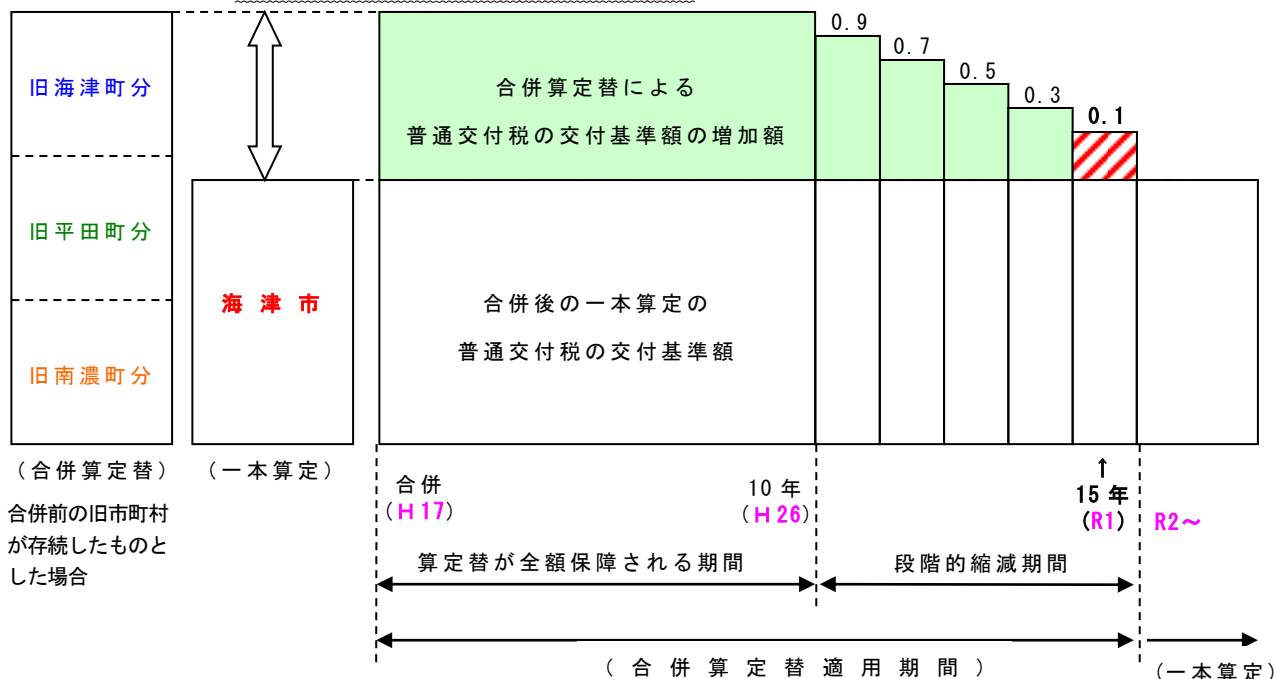 旧海津町分
旧平田町分
旧南濃町分
(合併算定替)
合併前の旧市町村
が存続したものと
した場合
海津市
(一本算定)
合併算定替による
普通交付税の交付基準額の増加額
合併後の一本算定の
普通交付税の交付基準額
0.9
0.7
0.5
0.3
0.1
合併
(H17)
10年
(H26)
↑
15年
(R1)
R2~
算定替が全額保障される期間
段階的縮減期間
(合併算定替適用期間)
(一本算定)